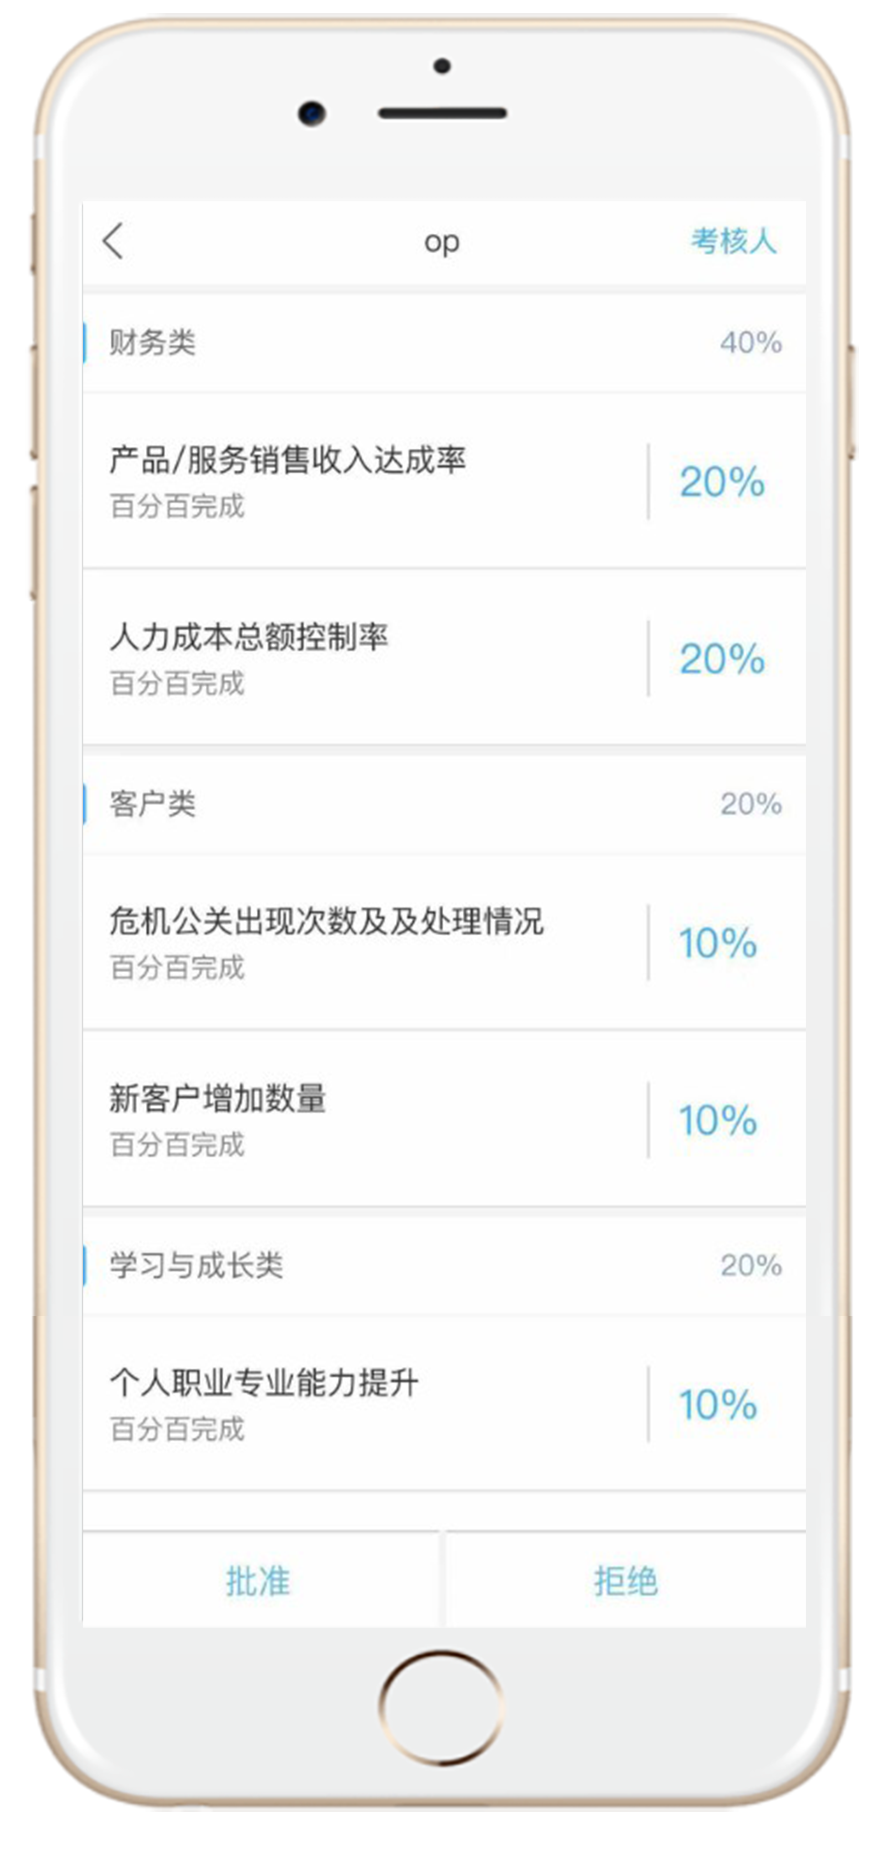 op
考核人
财务类
40%
产品/服务销售收入达成率
百分百完成
20%
人力成本总额控制率
百分百完成
20%
客户类
20%
危机公关出现次数及及处理情况
百分百完成
10%
新客户增加数量
百分百完成
10%
学习与成长类
20%
个人职业专业能力提升
百分百完成
10%
批准
拒绝